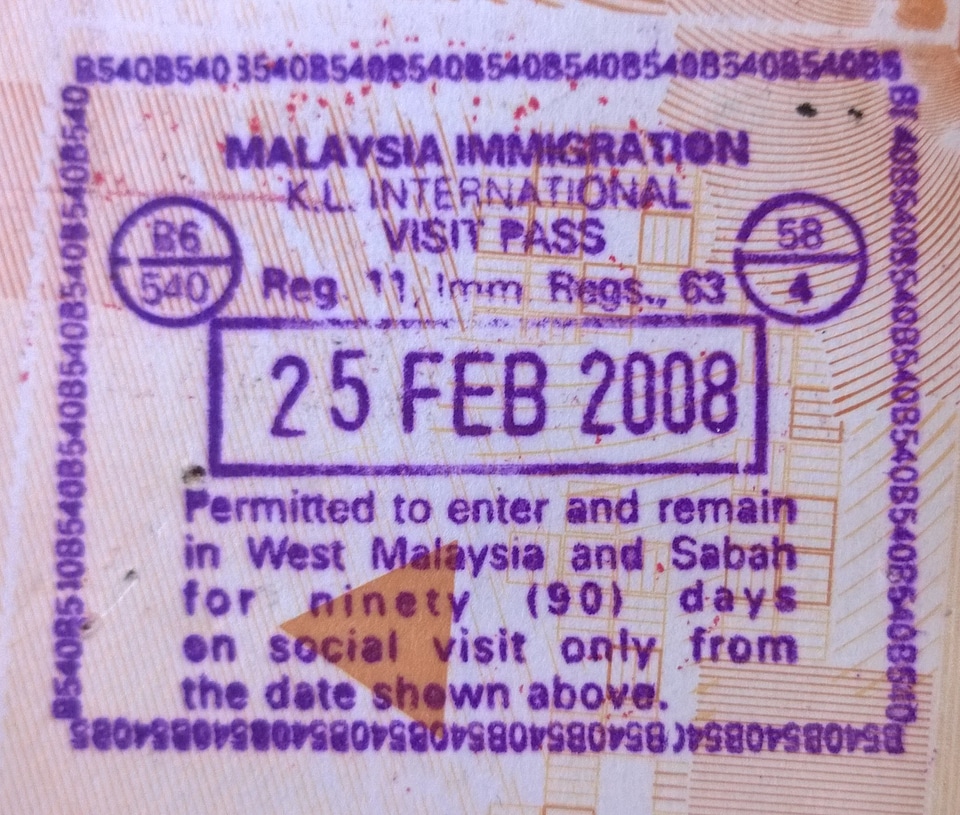 B540B540B540B540B540B540B540B540B540B540B5
MALAYSIA IMMIGRATION
K.L. INTERNATIONAL
VISIT PASS
B6
540
58
4
Reg. 11, Imm Regs., 63
25 FEB 2008
Permitted to enter and remain
in West Malaysia and Sabah
for ninety (90) days
on social visit only from
the date shown above.